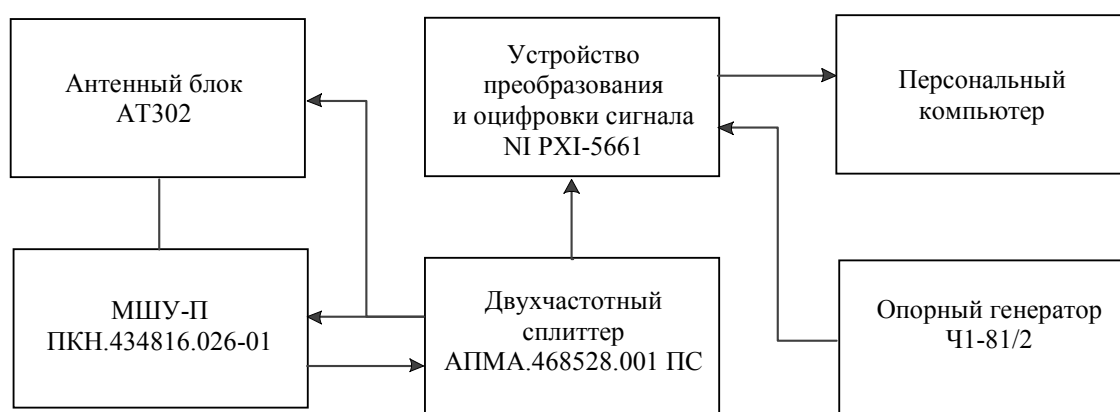 Антенный блок
АТ302
Устройство
преобразования
и оцифровки сигнала
NI PXI-5661
Персональный
компьютер
МШУ-П
ПКН.434816.026-01
Двухчастотный
сплиттер
АПМА.468528.001 ПС
Опорный генератор
Ч1-81/2